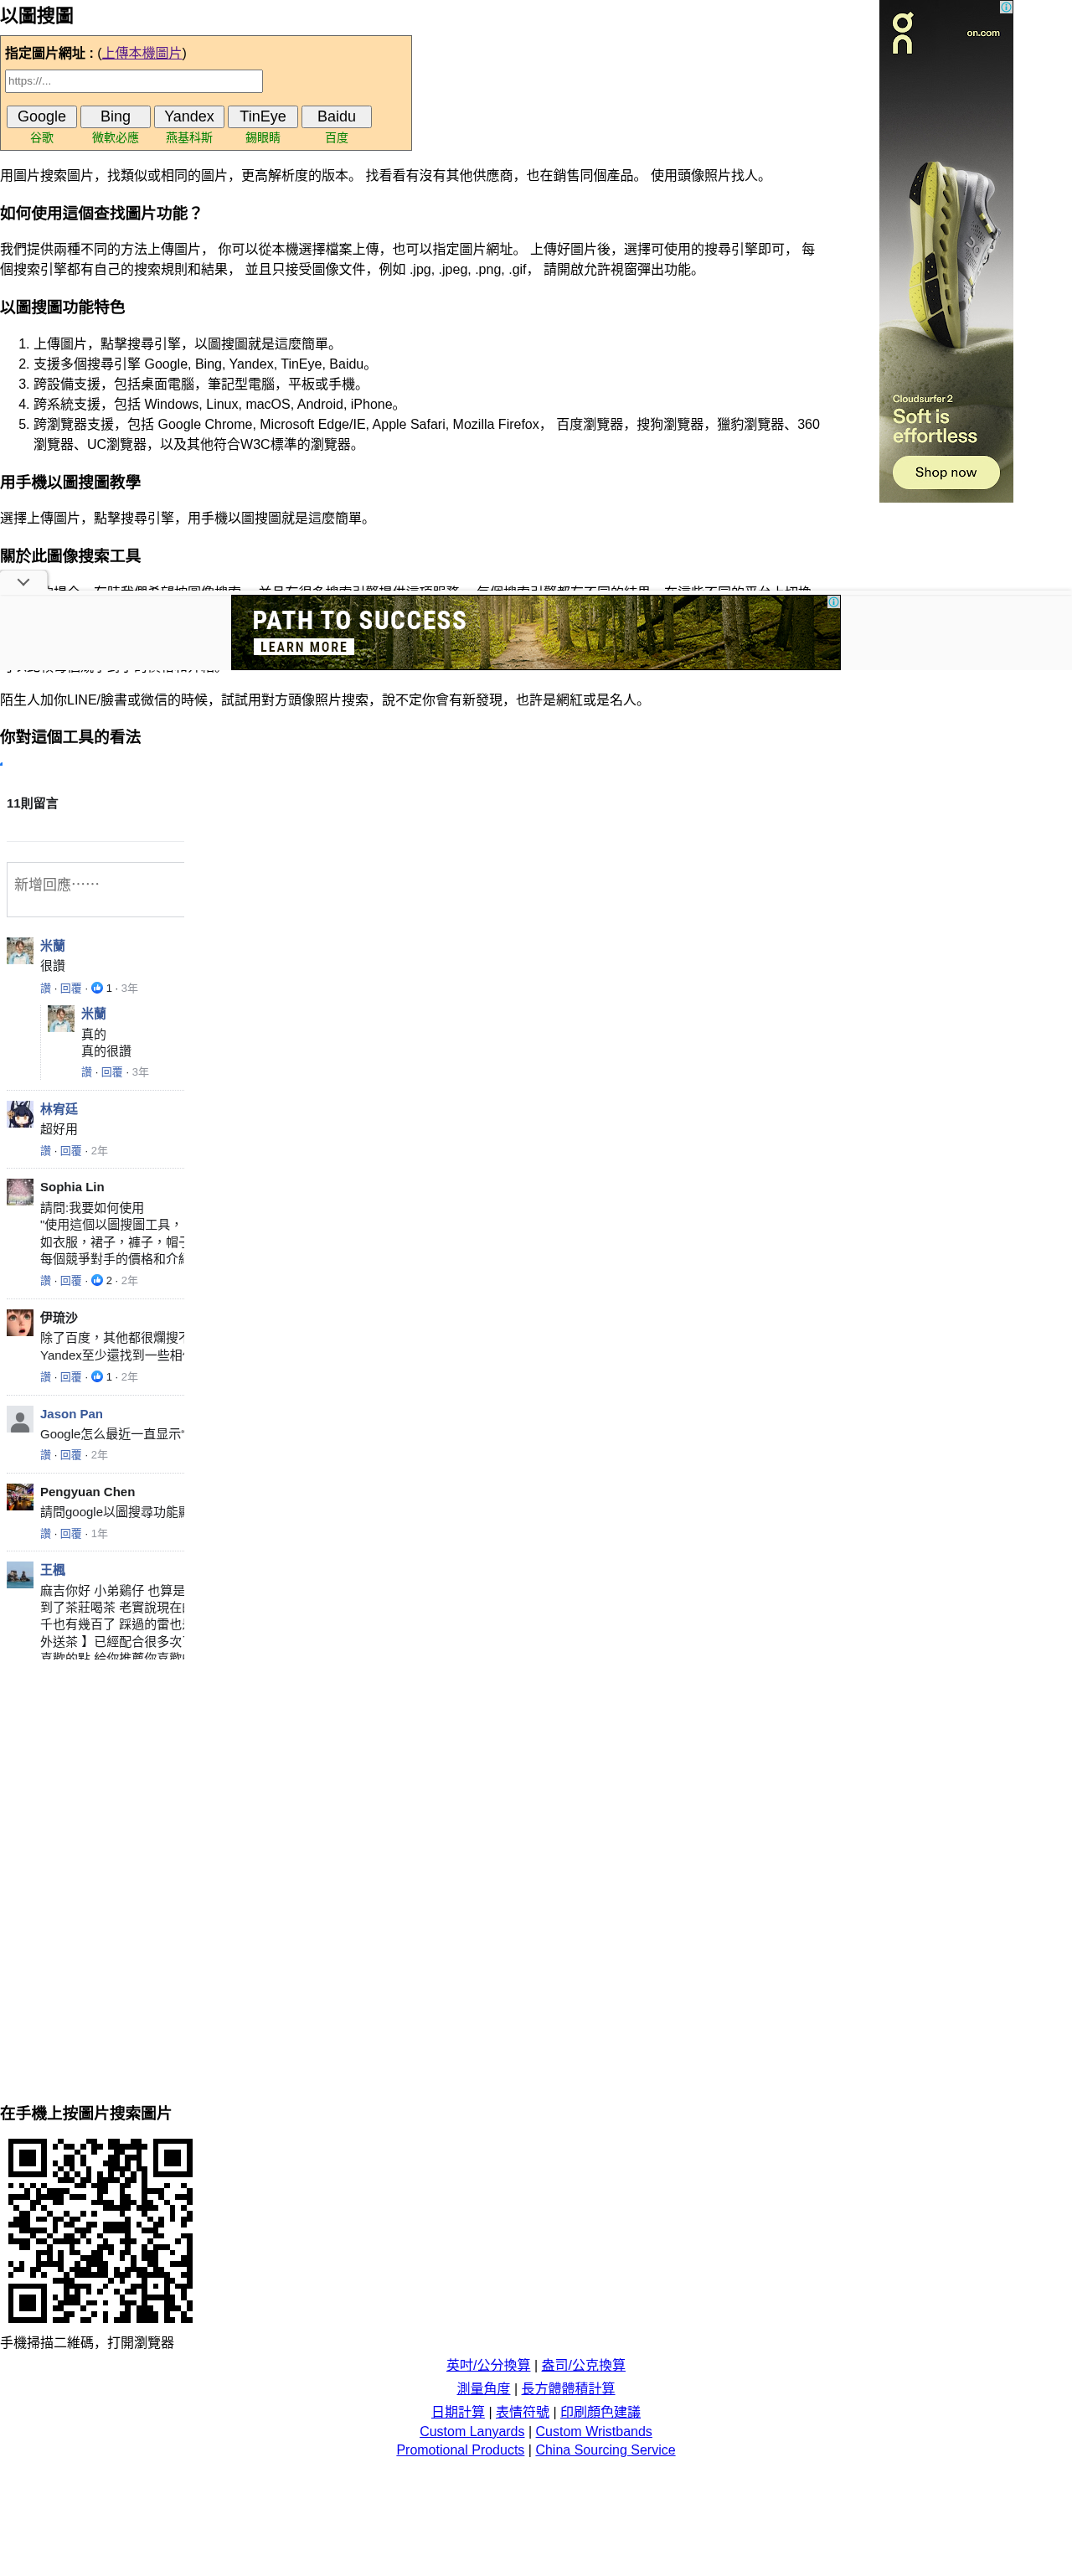 以圖搜圖
指定圖片網址 : (上傳本機圖片)
https://...
Google Bing Yandex TinEye Baidu
谷歌 微軟必應 燕基科斯 錫眼睛 百度
用圖片搜索圖片，找類似或相同的圖片，更高解析度的版本。 找看看有沒有其他供應商，也在銷售同個產品。 使用頭像照片找人。
如何使用這個查找圖片功能？
我們提供兩種不同的方法上傳圖片， 你可以從本機選擇檔案上傳，也可以指定圖片網址。 上傳好圖片後，選擇可使用的搜尋引擎即可， 每
個搜索引擎都有自己的搜索規則和結果， 並且只接受圖像文件，例如 .jpg, .jpeg, .png, .gif， 請開啟允許視窗彈出功能。
以圖搜圖功能特色
1. 上傳圖片，點擊搜尋引擎，以圖搜圖就是這麼簡單。
2. 支援多個搜尋引擎 Google, Bing, Yandex, TinEye, Baidu。
3. 跨設備支援，包括桌面電腦，筆記型電腦，平板或手機。
4. 跨系統支援，包括 Windows, Linux, macOS, Android, iPhone。
5. 跨瀏覽器支援，包括 Google Chrome, Microsoft Edge/IE, Apple Safari, Mozilla Firefox， 百度瀏覽器，搜狗瀏覽器，獵豹瀏覽器、360
瀏覽器、UC瀏覽器，以及其他符合W3C標準的瀏覽器。
用手機以圖搜圖教學
選擇上傳圖片，點擊搜尋引擎，用手機以圖搜圖就是這麼簡單。
關於此圖像搜索工具
on.com
Cloudsurfer 2
Soft is
effortless
Shop now
PATH TO SUCCESS
LEARN MORE
陌生人加你LINE/臉書或微信的時候，試試用對方頭像照片搜索，說不定你會有新發現，也許是網紅或是名人。
你對這個工具的看法
11則留言
新增回應……
米蘭
很讚
讚 · 回覆 · 1 · 3年
米蘭
真的
真的很讚
讚 · 回覆 · 3年
林宥廷
超好用
讚 · 回覆 · 2年
Sophia Lin
請問:我要如何使用
"使用這個以圖搜圖工具，
如衣服，裙子，褲子，帽子
每個競爭對手的價格和介紹
讚 · 回覆 · 2 · 2年
伊琉沙
除了百度，其他都很爛搜不
Yandex至少還找到一些相似
讚 · 回覆 · 1 · 2年
Jason Pan
Google怎么最近一直显示"
讚 · 回覆 · 2年
Pengyuan Chen
請問google以圖搜尋功能關
讚 · 回覆 · 1年
王楓
麻吉你好 小弟鷄仔 也算是
到了茶莊喝茶 老實說現在
千也有幾百了 踩過的雷也
外送茶 】已經配合很多次
喜歡的點 給你推薦你喜歡
在手機上按圖片搜索圖片
手機掃描二維碼，打開瀏覽器
英吋/公分換算 | 盎司/公克換算
測量角度 | 長方體體積計算
日期計算 | 表情符號 | 印刷顏色建議
Custom Lanyards | Custom Wristbands
Promotional Products | China Sourcing Service